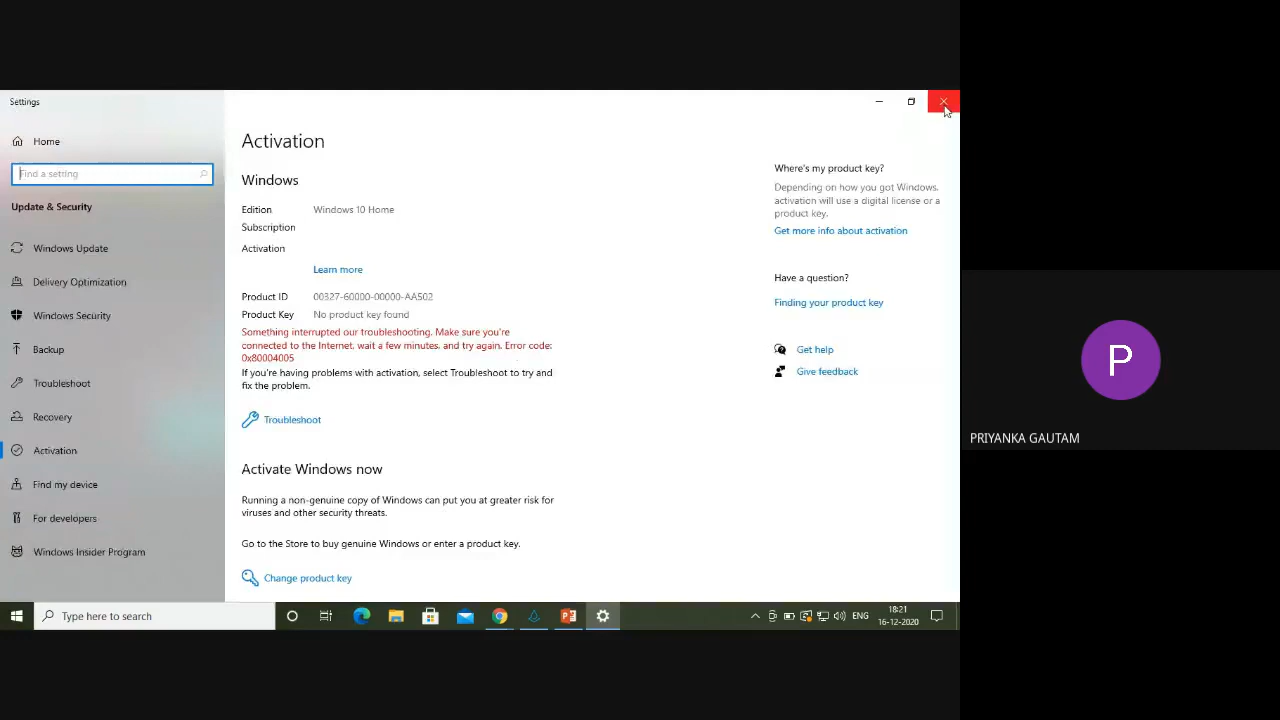 Settings
Home
Find a setting
Update & Security
Windows Update
Delivery Optimization
Windows Security
Backup
Troubleshoot
Recovery
Activation
Find my device
For developers
Windows Insider Program
Activation
Windows
Edition Windows 10 Home
Subscription
Activation
Learn more
Product ID 00327-60000-00000-AA502
Product Key No product key found
Something interrupted our troubleshooting. Make sure you're
connected to the Internet, wait a few minutes, and try again. Error code:
0x80004005
If you're having problems with activation, select Troubleshoot to try and
fix the problem.
Troubleshoot
Activate Windows now
Running a non-genuine copy of Windows can put you at greater risk for
viruses and other security threats.
Go to the Store to buy genuine Windows or enter a product key.
Change product key
Where's my product key?
Depending on how you got Windows,
activation will use a digital license or a
product key.
Get more info about activation
Have a question?
Finding your product key
Get help
Give feedback
Type here to search
ENG
18:21
16-12-2020
P
PRIYANKA GAUTAM